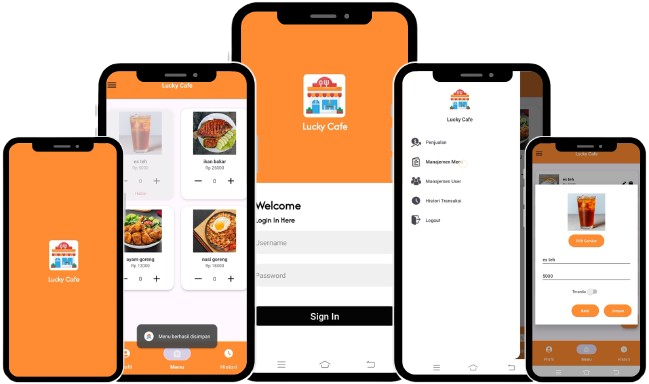 Lucky Cafe
Lucky Cafe
es teh
Rp 5000
0
Habis
ikan bakar
Rp 25000
0
ayam goreng
Rp 12000
0
nasi goreng
Rp 15000
0
Menu berhasil disimpan
Profil
Menu
Histori
Lucky Cafe
Welcome
Login In Here
Username
Password
Sign In
Lucky Cafe
Penjualan
Manajemen Menu
Manajemen User
Histori Transaksi
Logout
Lucky Cafe
es teh
Pilih Gambar
es teh
5000
Tersedia
Batal
Simpan
Profil
Menu
Histori